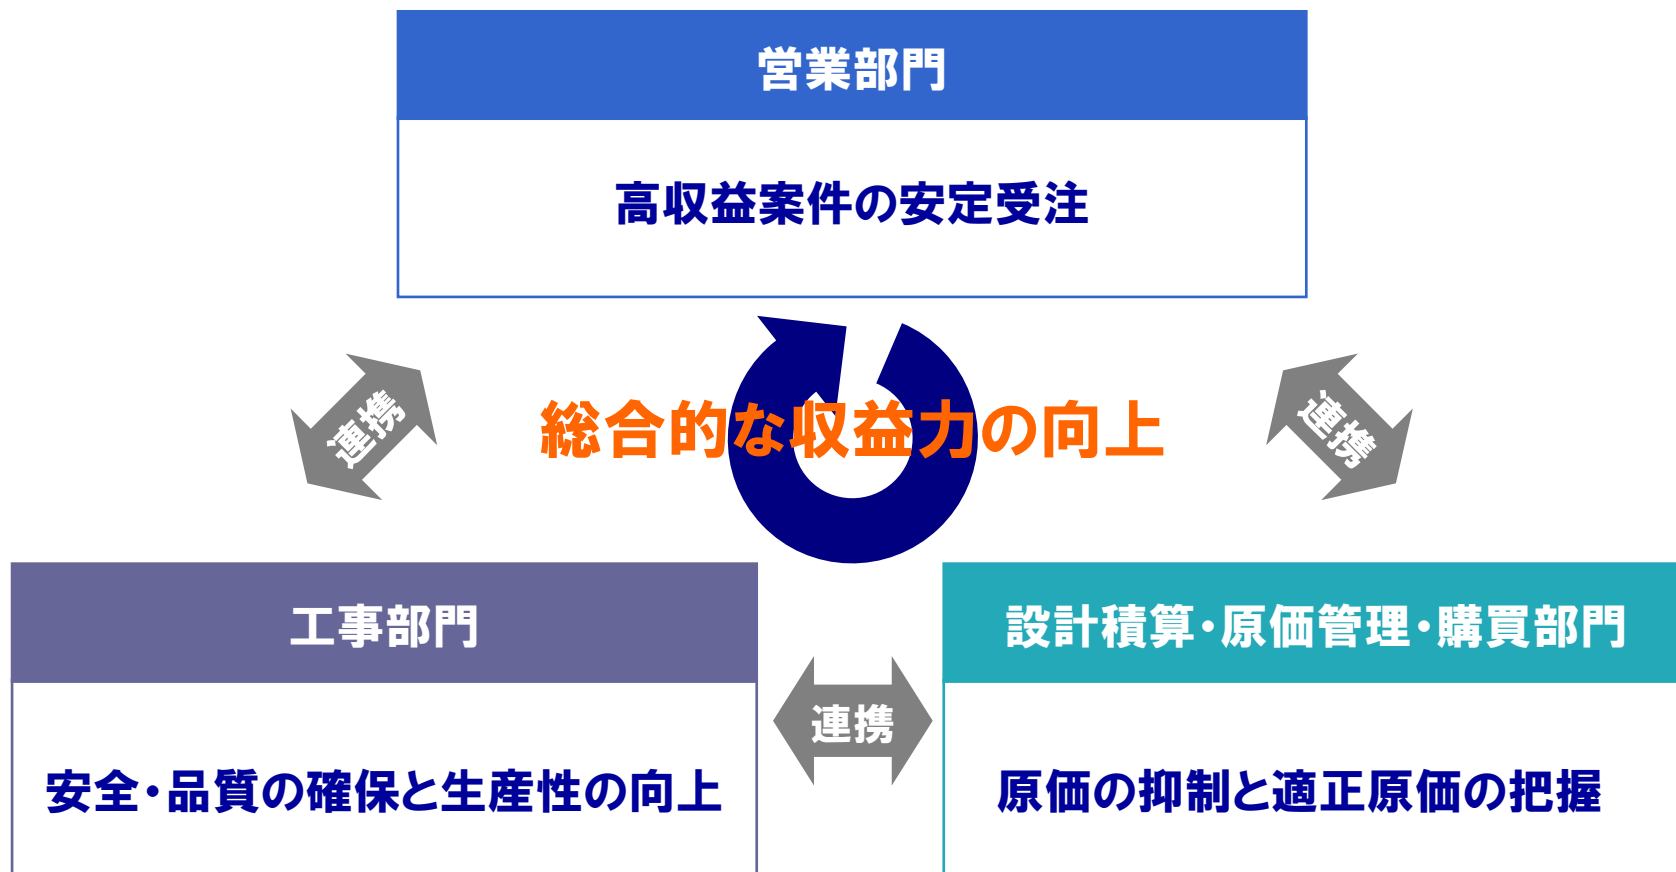 営業部門
高収益案件の安定受注
連携
総合的な収益力の向上
連携
工事部門
設計積算・原価管理・購買部門
連携
安全・品質の確保と生産性の向上
原価の抑制と適正原価の把握